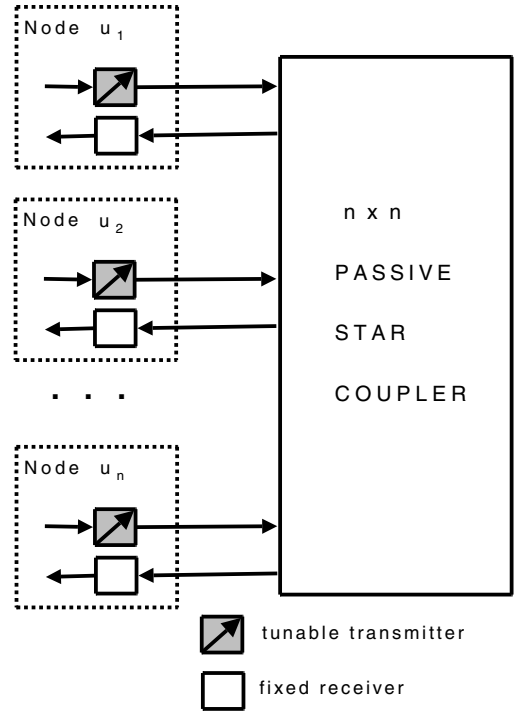 Node u1
Node u2
n x n
PASSIVE
STAR
COUPLER
. . .
Node un
tunable transmitter
fixed receiver